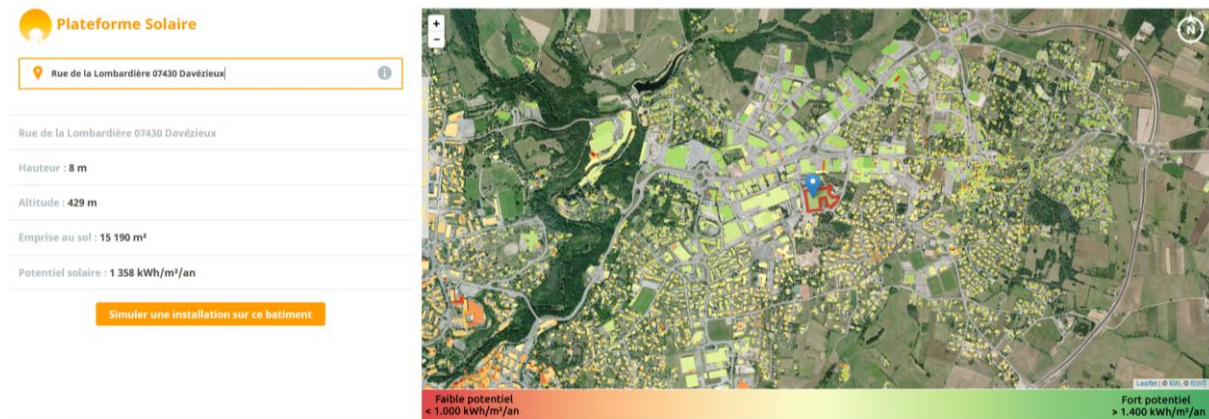 Plateforme Solaire
Rue de la Lombardière 07430 Davézieux
i
Rue de la Lombardière 07430 Davézieux
Hauteur : 8 m
Altitude : 429 m
Emprise au sol : 15 190 m²
Potentiel solaire : 1 358 kWh/m²/an
Simuler une installation sur ce batiment
+
−
N
Leaflet | © IGN, © ISWT
Faible potentiel
< 1.000 kWh/m²/an
Fort potentiel
> 1.400 kWh/m²/an